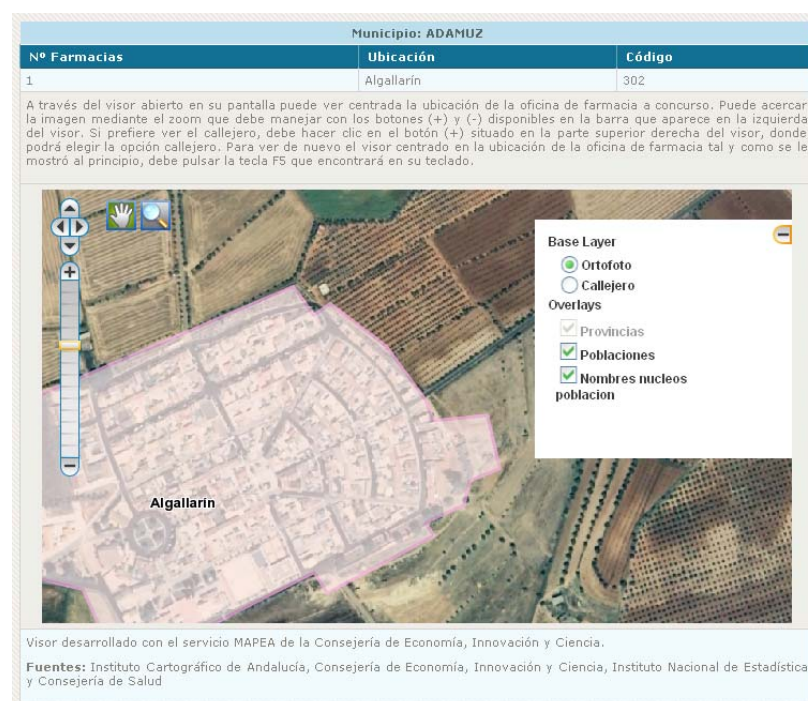 Municipio: ADAMUZ
Nº Farmacias Ubicación Código
1 Algallarín 302
A través del visor abierto en su pantalla puede ver centrada la ubicación de la oficina de farmacia a concurso. Puede acercar
la imagen mediante el zoom que debe manejar con los botones (+) y (-) disponibles en la barra que aparece en la izquierda
del visor. Si prefiere ver el callejero, debe hacer clic en el botón (+) situado en la parte superior derecha del visor, donde
podrá elegir la opción callejero. Para ver de nuevo el visor centrado en la ubicación de la oficina de farmacia tal y como se le
mostró al principio, debe pulsar la tecla F5 que encontrará en su teclado.
Base Layer
Ortofoto
Callejero
Overlays
Provincias
Poblaciones
Nombres nucleos
poblacion
Algallarín
Visor desarrollado con el servicio MAPEA de la Consejería de Economía, Innovación y Ciencia.
Fuentes: Instituto Cartográfico de Andalucía, Consejería de Economía, Innovación y Ciencia, Instituto Nacional de Estadística
y Consejería de Salud